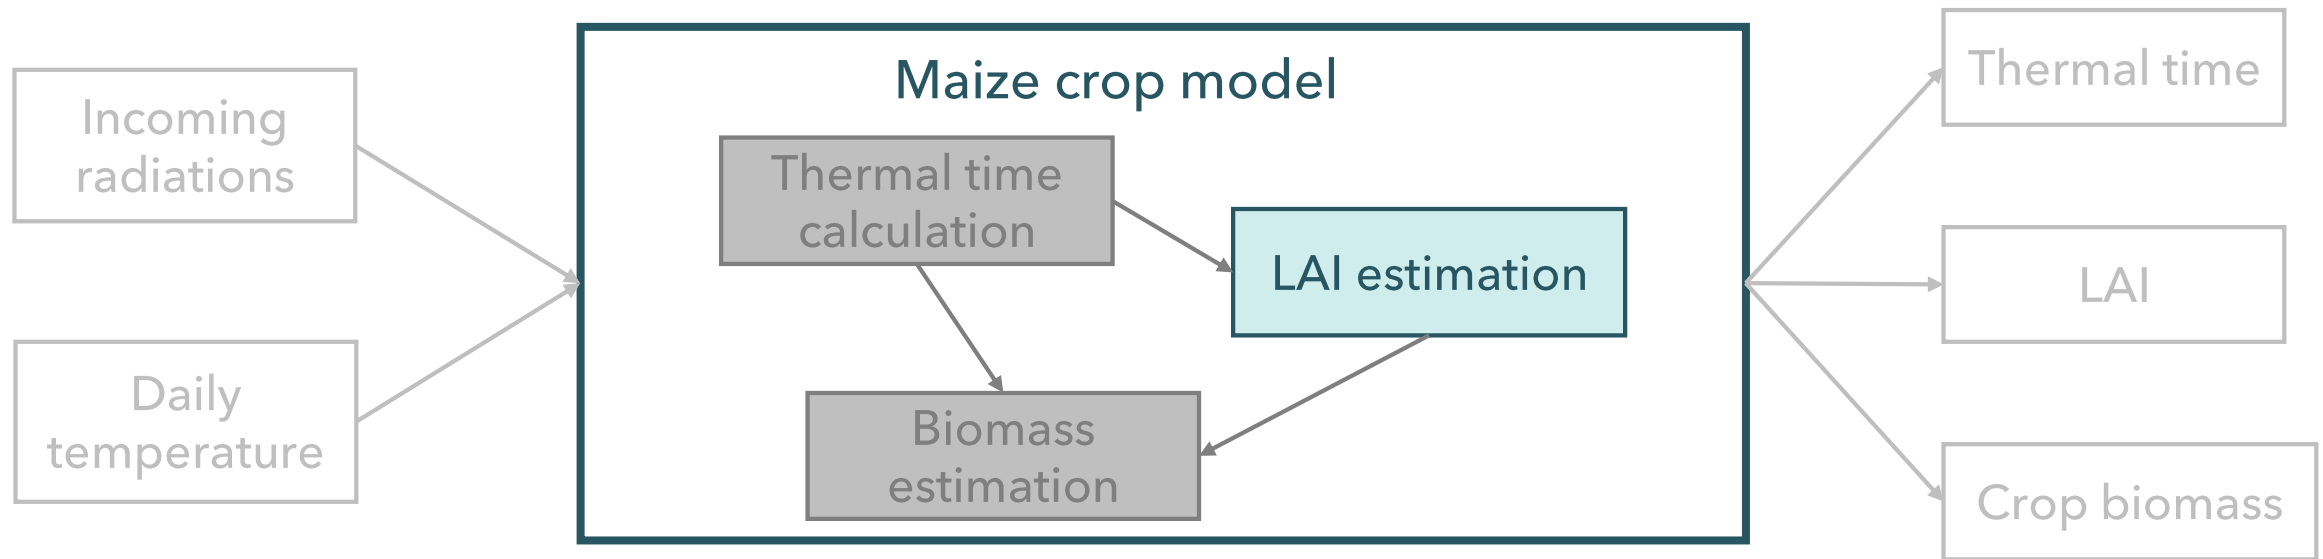 Incoming
radiations
Daily
temperature
Maize crop model
Thermal time
calculation
LAI estimation
Biomass
estimation
Thermal time
LAI
Crop biomass